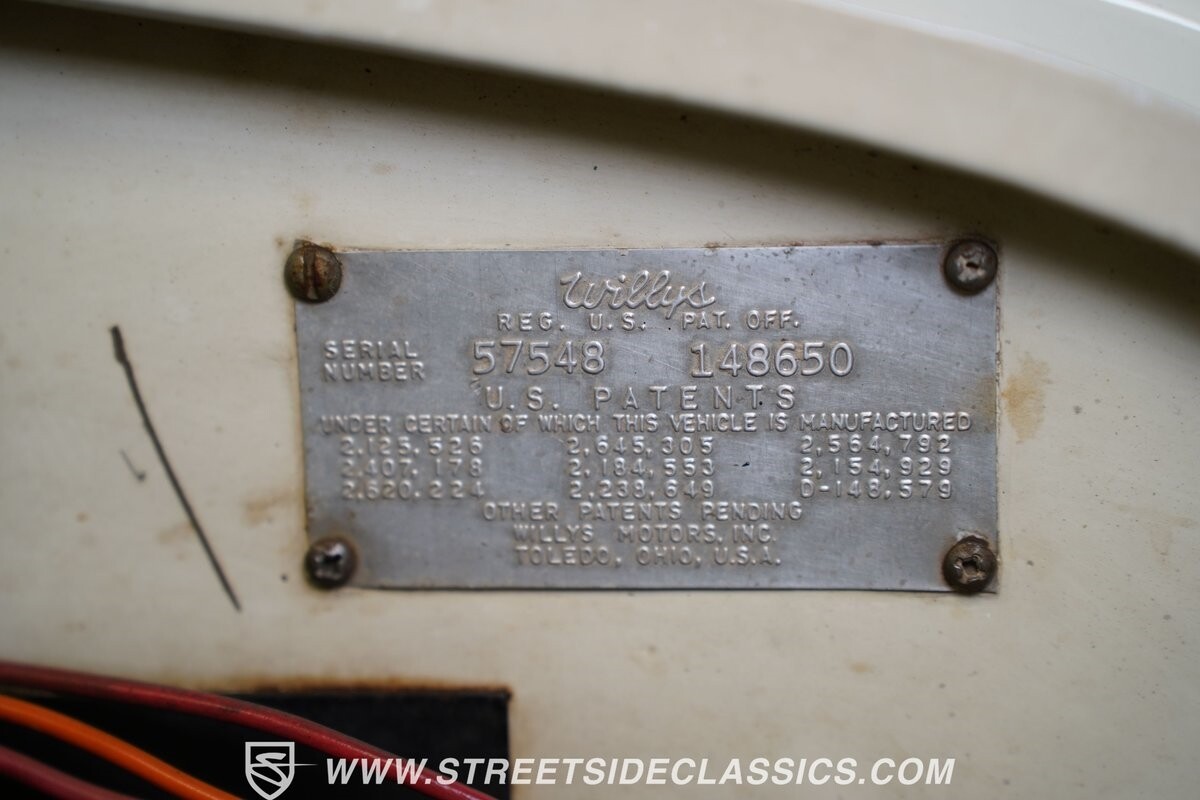 Willys
REG. U.S. PAT. OFF.
SERIAL NUMBER 57548 148650
U.S. PATENTS
UNDER CERTAIN OF WHICH THIS VEHICLE IS MANUFACTURED
2,125,526 2,645,305 2,564,792
2,407,178 2,184,553 2,154,929
2,620,224 2,238,649 D-148,579
OTHER PATENTS PENDING
WILLYS MOTORS, INC.
TOLEDO, OHIO, U.S.A.
WWW.STREETSIDECLASSICS.COM